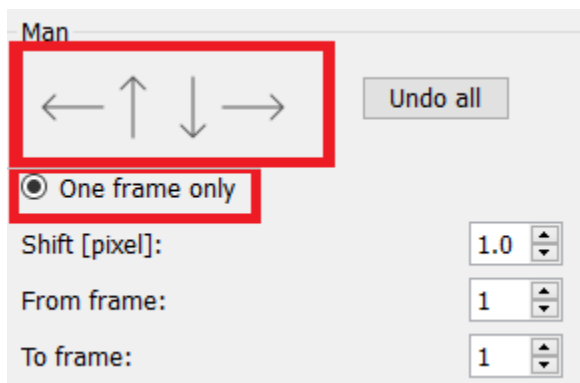 Man
Undo all
One frame only
Shift [pixel]: 1.0
From frame: 1
To frame: 1